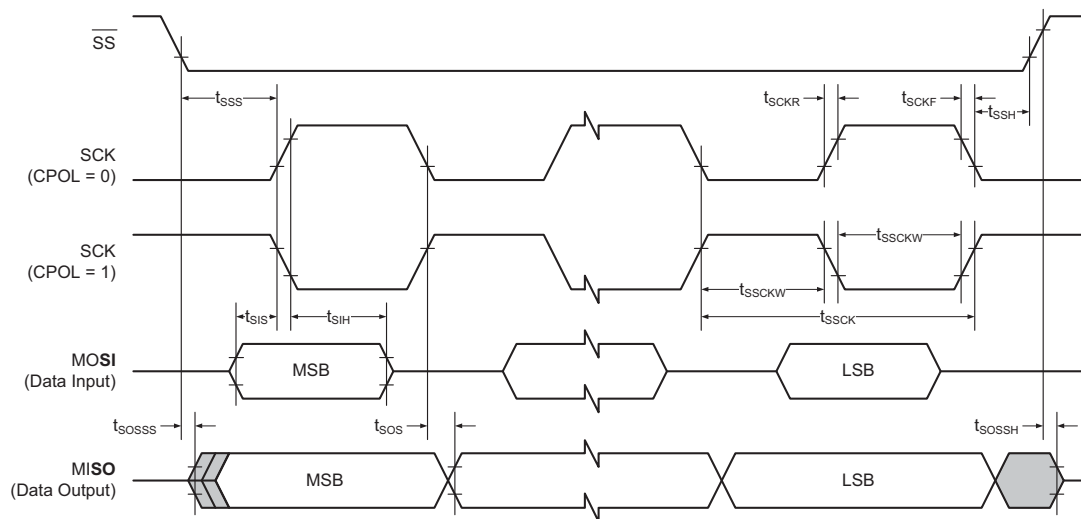 SS
tSSS
tSCKR
tSCKF
tSSH
SCK
(CPOL = 0)
SCK
(CPOL = 1)
tSSCKW
tSSCKW
tSSCK
tSIS
tSIH
MOSI
(Data Input)
MSB
LSB
tSOSSS
tSOS
tSOSSH
MISO
(Data Output)
MSB
LSB